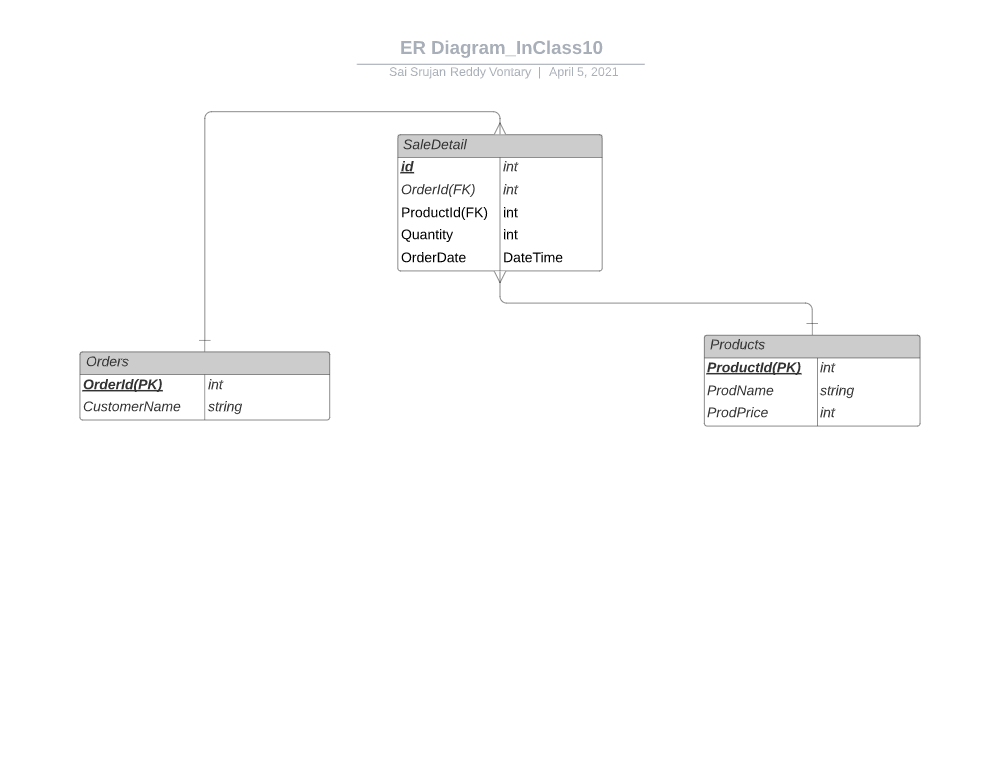 ER Diagram_InClass10
Sai Srujan Reddy Vontary | April 5, 2021
SaleDetail
id int
OrderId(FK) int
ProductId(FK) int
Quantity int
OrderDate DateTime
Orders
OrderId(PK) int
CustomerName string
Products
ProductId(PK) int
ProdName string
ProdPrice int